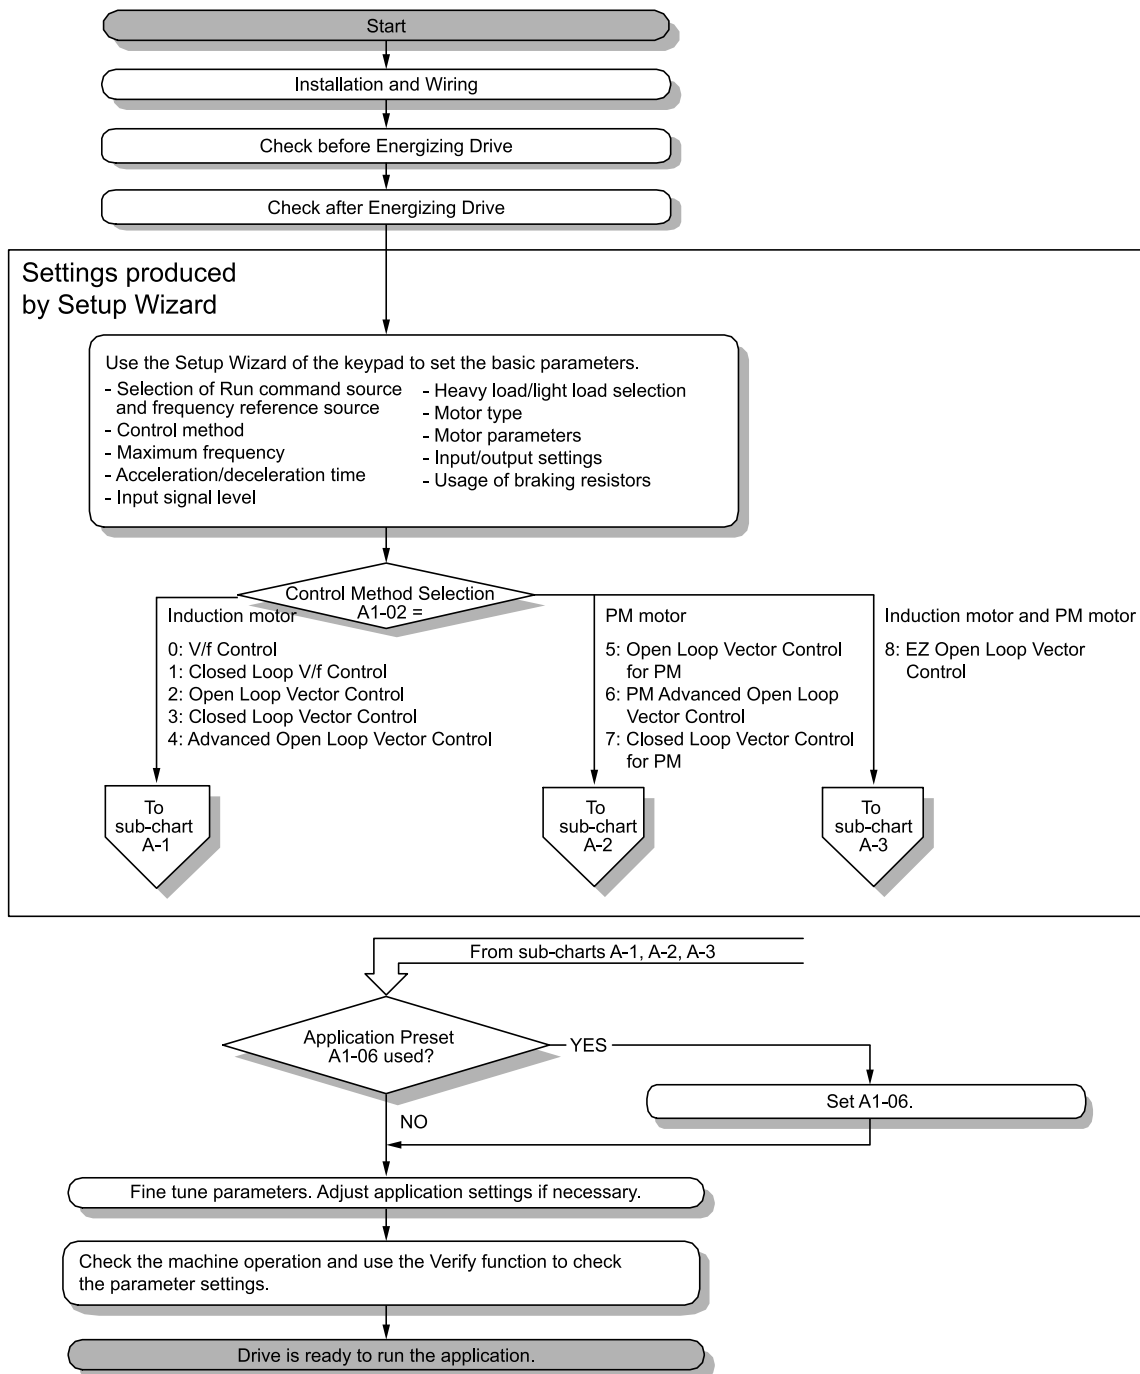 Start
Installation and Wiring
Check before Energizing Drive
Check after Energizing Drive
Settings produced
by Setup Wizard
Use the Setup Wizard of the keypad to set the basic parameters.
- Selection of Run command source
and frequency reference source
- Control method
- Maximum frequency
- Acceleration/deceleration time
- Input signal level
- Heavy load/light load selection
- Motor type
- Motor parameters
- Input/output settings
- Usage of braking resistors
Control Method Selection
A1-02 =
Induction motor
0: V/f Control
1: Closed Loop V/f Control
2: Open Loop Vector Control
3: Closed Loop Vector Control
4: Advanced Open Loop Vector Control
PM motor
5: Open Loop Vector Control
for PM
6: PM Advanced Open Loop
Vector Control
7: Closed Loop Vector Control
for PM
Induction motor and PM motor
8: EZ Open Loop Vector
Control
To
sub-chart
A-1
To
sub-chart
A-2
To
sub-chart
A-3
From sub-charts A-1, A-2, A-3
Application Preset
A1-06 used?
YES
Set A1-06.
NO
Fine tune parameters. Adjust application settings if necessary.
Check the machine operation and use the Verify function to check
the parameter settings.
Drive is ready to run the application.